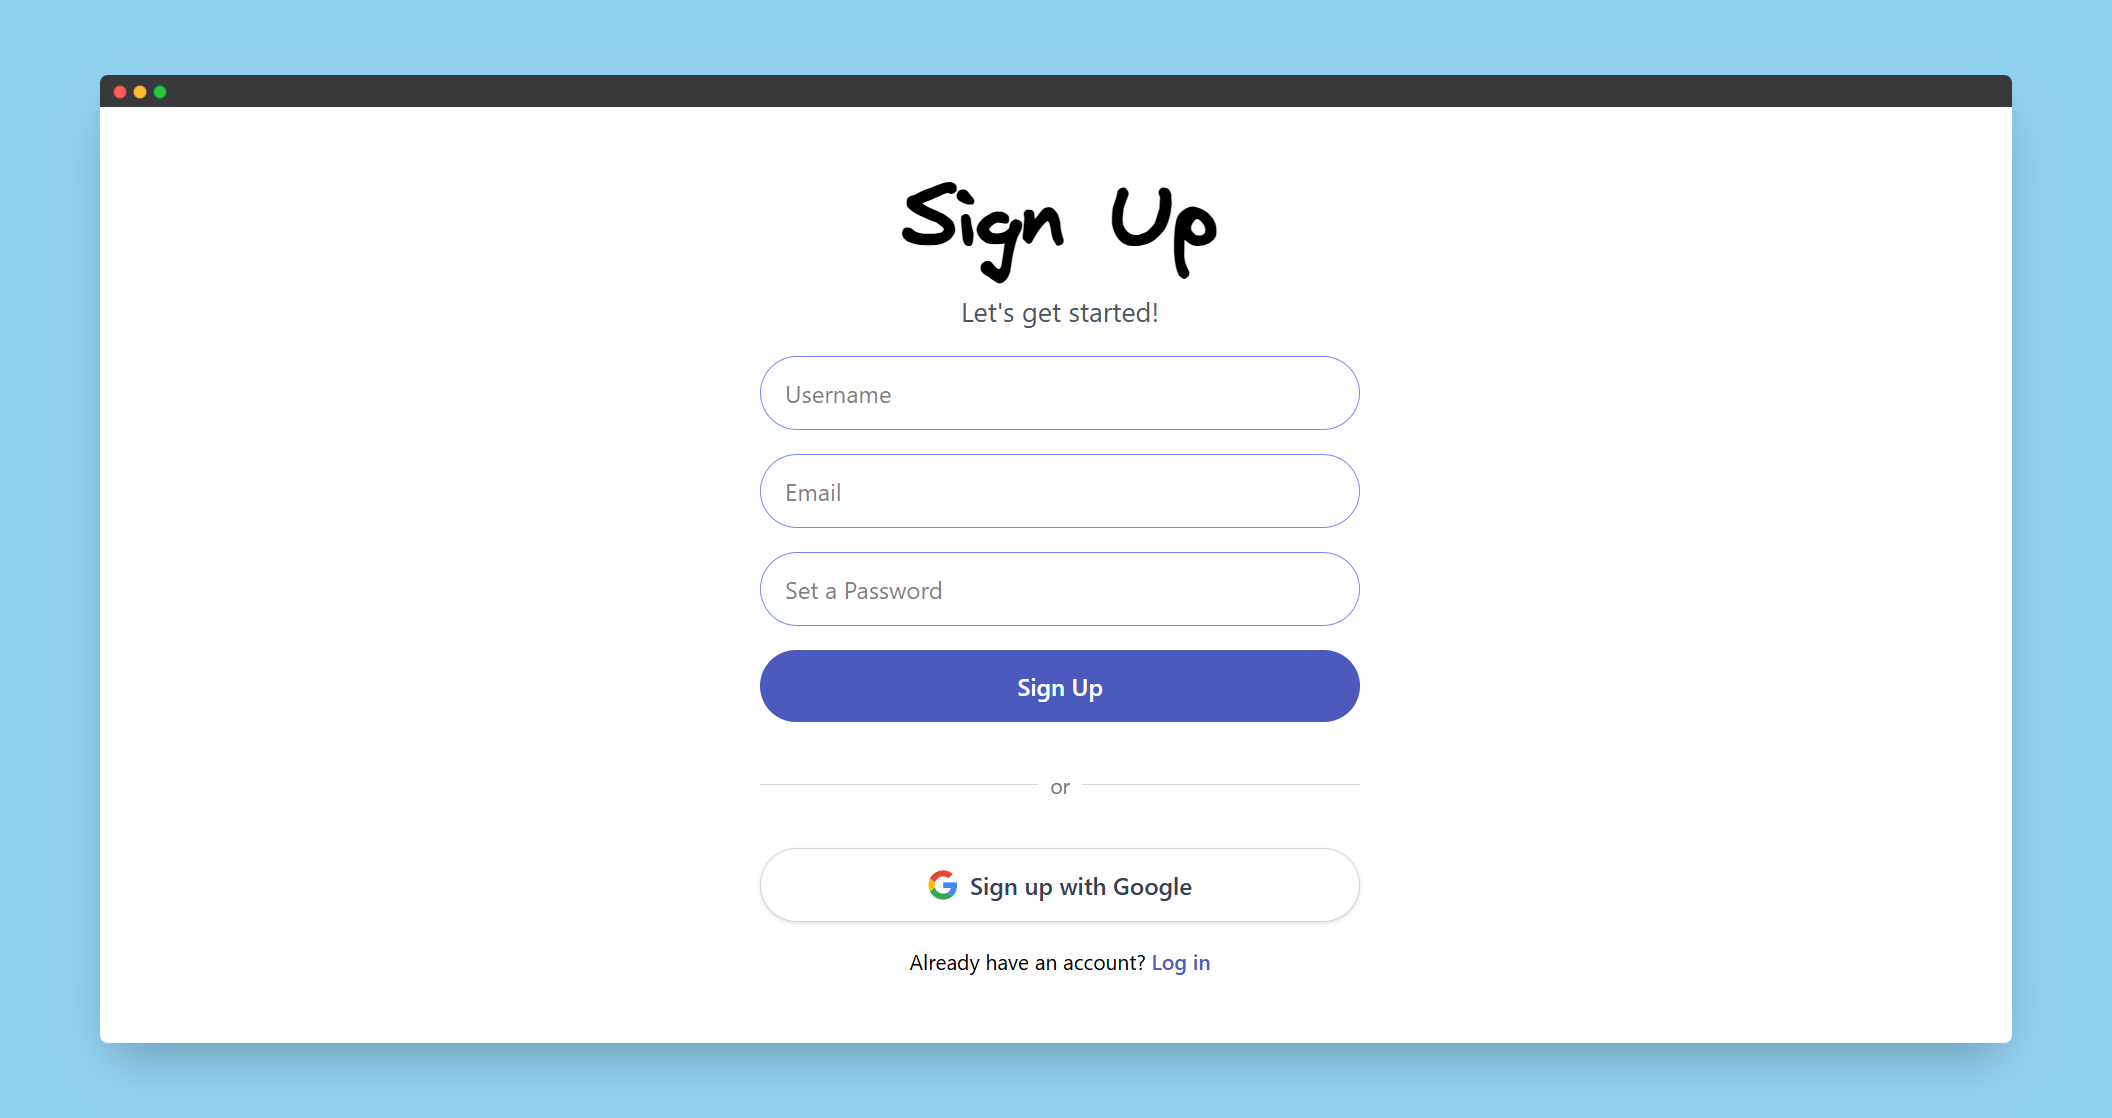 Sign Up
Let's get started!
Username
Email
Set a Password
Sign Up
or
Sign up with Google
Already have an account? Log in